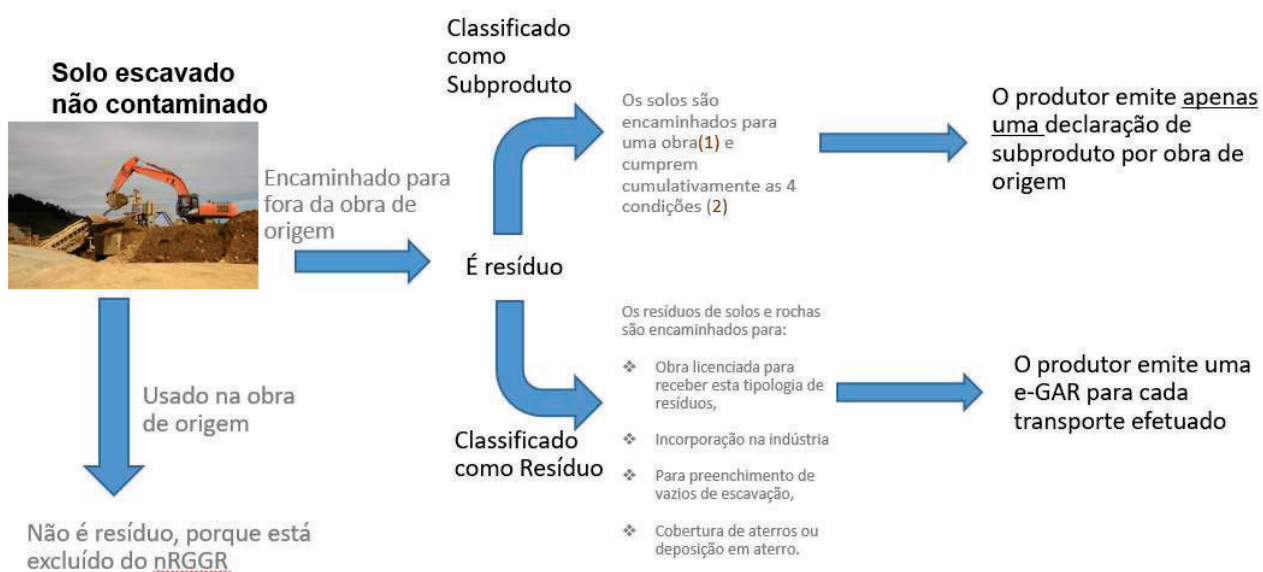 Solo escavado
não contaminado
Encaminhado para
fora da obra de
origem
Usado na obra
de origem
Não é resíduo, porque está
excluído do nRGGR
É resíduo
Classificado
como
Subproduto
Os solos são
encaminhados para
uma obra(1) e
cumprem
cumulativamente as 4
condições (2)
O produtor emite apenas
uma declaração de
subproduto por obra de
origem
Classificado
como Resíduo
Os resíduos de solos e rochas
são encaminhados para:
❖ Obra licenciada para
receber esta tipologia de
resíduos,
❖ Incorporação na indústria
❖ Para preenchimento de
vazios de escavação,
❖ Cobertura de aterros ou
deposição em aterro.
O produtor emite uma
e-GAR para cada
transporte efetuado